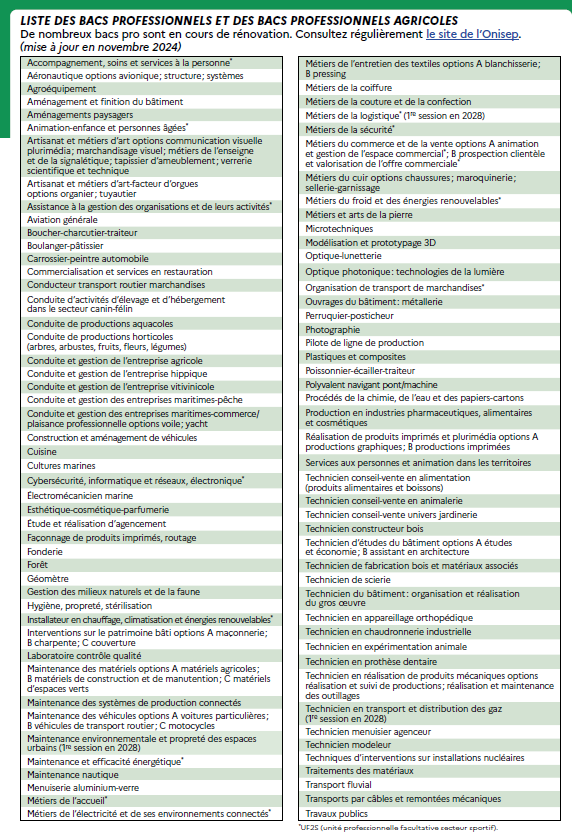 LISTE DES BACS PROFESSIONNELS ET DES BACS PROFESSIONNELS AGRICOLES
De nombreux bacs pro sont en cours de rénovation. Consultez régulièrement le site de l'Onisep.
(mise à jour en novembre 2024)
Accompagnement, soins et services à la personne*
Aéronautique options avionique ; structure ; systèmes
Agroéquipement
Aménagement et finition du bâtiment
Aménagements paysagers
Animation-enfance et personnes âgées*
Artisanat et métiers d'art options communication visuelle
plurimédia ; marchandisage visuel ; métiers de l'enseigne
et de la signalétique ; tapissier d'ameublement ; verrerie
scientifique et technique
Artisanat et métiers d'art-facteur d'orgues
options organier ; tuyautier
Assistance à la gestion des organisations et de leurs activités*
Aviation générale
Boucher-charcutier-traiteur
Boulanger-pâtissier
Carrossier-peintre automobile
Commercialisation et services en restauration
Conducteur transport routier marchandises
Conduite d'activités d'élevage et d'hébergement
dans le secteur canin-félin
Conduite de productions aquacoles
Conduite de productions horticoles
(arbres, arbustes, fruits, fleurs, légumes)
Conduite et gestion de l'entreprise agricole
Conduite et gestion de l'entreprise hippique
Conduite et gestion de l'entreprise vitivinicole
Conduite et gestion des entreprises maritimes-pêche
Conduite et gestion des entreprises maritimes-commerce/
plaisance professionnelle options voile ; yacht
Construction et aménagement de véhicules
Cuisine
Cultures marines
Cybersécurité, informatique et réseaux, électronique*
Électromécanicien marine
Esthétique-cosmétique-parfumerie
Étude et réalisation d'agencement
Façonnage de produits imprimés, routage
Fonderie
Forêt
Géomètre
Gestion des milieux naturels et de la faune
Hygiène, propreté, stérilisation
Installateur en chauffage, climatisation et énergies renouvelables*
Interventions sur le patrimoine bâti options A maçonnerie ;
B charpente ; C couverture
Laboratoire contrôle qualité
Maintenance des matériels options A matériels agricoles ;
B matériels de construction et de manutention ; C matériels
d'espaces verts
Maintenance des systèmes de production connectés
Maintenance des véhicules options A voitures particulières ;
B véhicules de transport routier ; C motocycles
Maintenance environnementale et propreté des espaces
urbains (1re session en 2028)
Maintenance et efficacité énergétique*
Maintenance nautique
Menuiserie aluminium-verre
Métiers de l'accueil*
Métiers de l'électricité et de ses environnements connectés*
Métiers de l'entretien des textiles options A blanchisserie ;
B pressing
Métiers de la coiffure
Métiers de la couture et de la confection
Métiers de la logistique* (1re session en 2028)
Métiers de la sécurité*
Métiers du commerce et de la vente options A animation
et gestion de l'espace commercial* ; B prospection clientèle
et valorisation de l'offre commerciale*
Métiers du cuir options chaussures ; maroquinerie ;
sellerie-garnissage
Métiers du froid et des énergies renouvelables*
Métiers et arts de la pierre
Microtechniques
Modélisation et prototypage 3D
Optique-lunetterie
Optique photonique : technologies de la lumière
Organisation de transport de marchandises*
Ouvrages du bâtiment : métallerie
Perruquier-posticheur
Photographie
Pilote de ligne de production
Plastiques et composites
Poissonnier-écailler-traiteur
Polyvalent navigant pont/machine
Procédés de la chimie, de l'eau et des papiers-cartons
Production en industries pharmaceutiques, alimentaires
et cosmétiques
Réalisation de produits imprimés et plurimédia options A
productions graphiques ; B productions imprimées
Services aux personnes et animation dans les territoires
Technicien conseil-vente en alimentation
(produits alimentaires et boissons)
Technicien conseil-vente en animalerie
Technicien conseil-vente univers jardinerie
Technicien constructeur bois
Technicien d'études du bâtiment options A études
et économie ; B assistant en architecture
Technicien de fabrication bois et matériaux associés
Technicien de scierie
Technicien du bâtiment : organisation et réalisation
du gros œuvre
Technicien en appareillage orthopédique
Technicien en chaudronnerie industrielle
Technicien en expérimentation animale
Technicien en prothèse dentaire
Technicien en réalisation de produits mécaniques options
réalisation et suivi de productions ; réalisation et maintenance
des outillages
Technicien en transport et distribution des gaz
(1re session en 2028)
Technicien menuisier agenceur
Technicien modeleur
Techniques d'interventions sur installations nucléaires
Traitements des matériaux
Transport fluvial
Transports par câbles et remontées mécaniques
Travaux publics
*UF2S (unité professionnelle facultative secteur sportif).